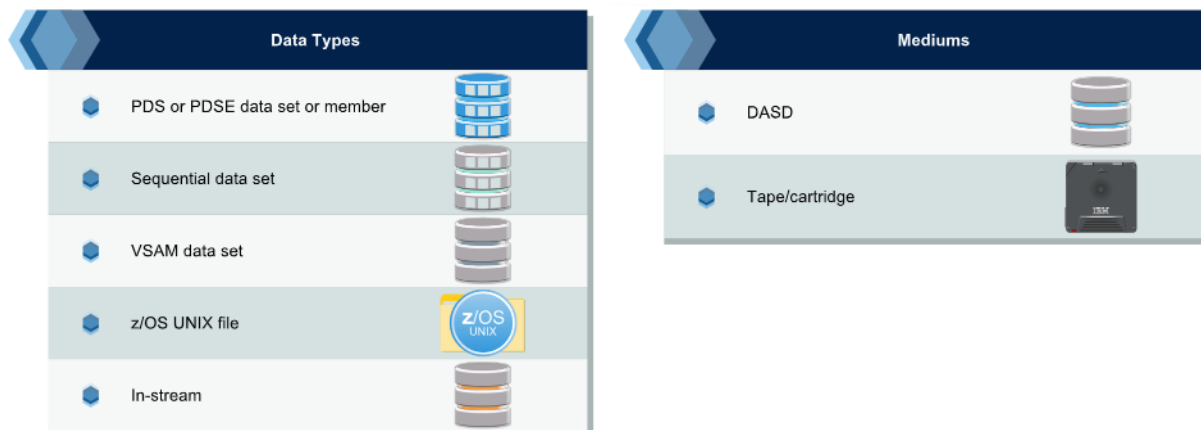 Data Types
PDS or PDSE data set or member
Sequential data set
VSAM data set
z/OS UNIX file
z/OS
UNIX
In-stream
Mediums
DASD
Tape/cartridge
IBM